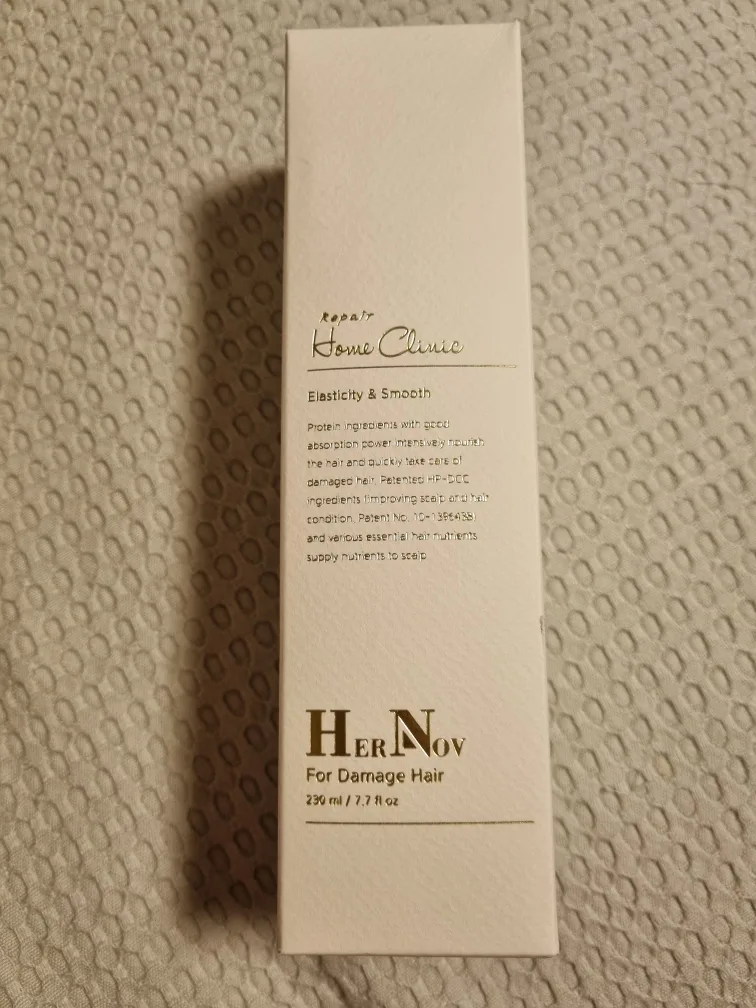 Repair
Home Clinic
Elasticity & Smooth
Protein ingredients with good
absorption power intensively nourish
the hair and quickly take care of
damaged hair. Patented HP-DCC
ingredients improving scalp and hair
condition, Patent No.
and various essential hair nutrients
supply nutrients to scalp
HERNOV
For Damage Hair
230 ml / 7.7 fl oz